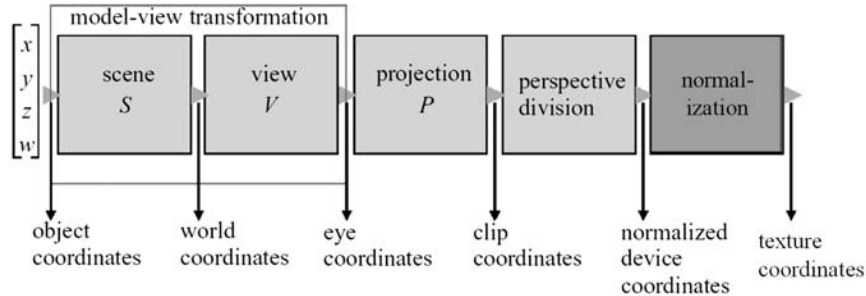 model-view transformation
x
y
z
w
scene
S
view
V
projection
P
perspective
division
normal-
ization
object
coordinates
world
coordinates
eye
coordinates
clip
coordinates
normalized
device
coordinates
texture
coordinates